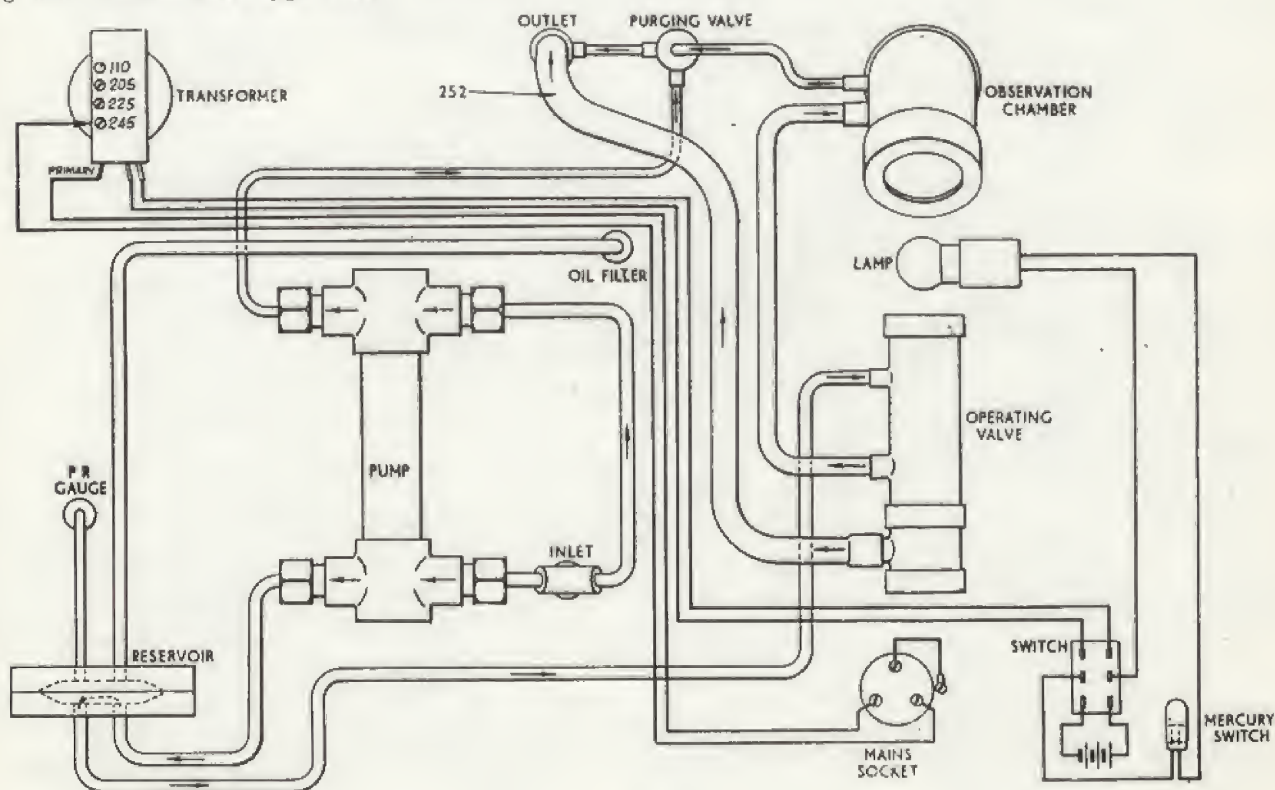 OUTLET
PURGING VALVE
110
205
225
245
TRANSFORMER
252
OBSERVATION
CHAMBER
PRIMARY
OIL FILLER
LAMP
OPERATING
VALVE
P R
GAUGE
PUMP
INLET
RESERVOIR
SWITCH
MERCURY
SWITCH
MAINS
SOCKET